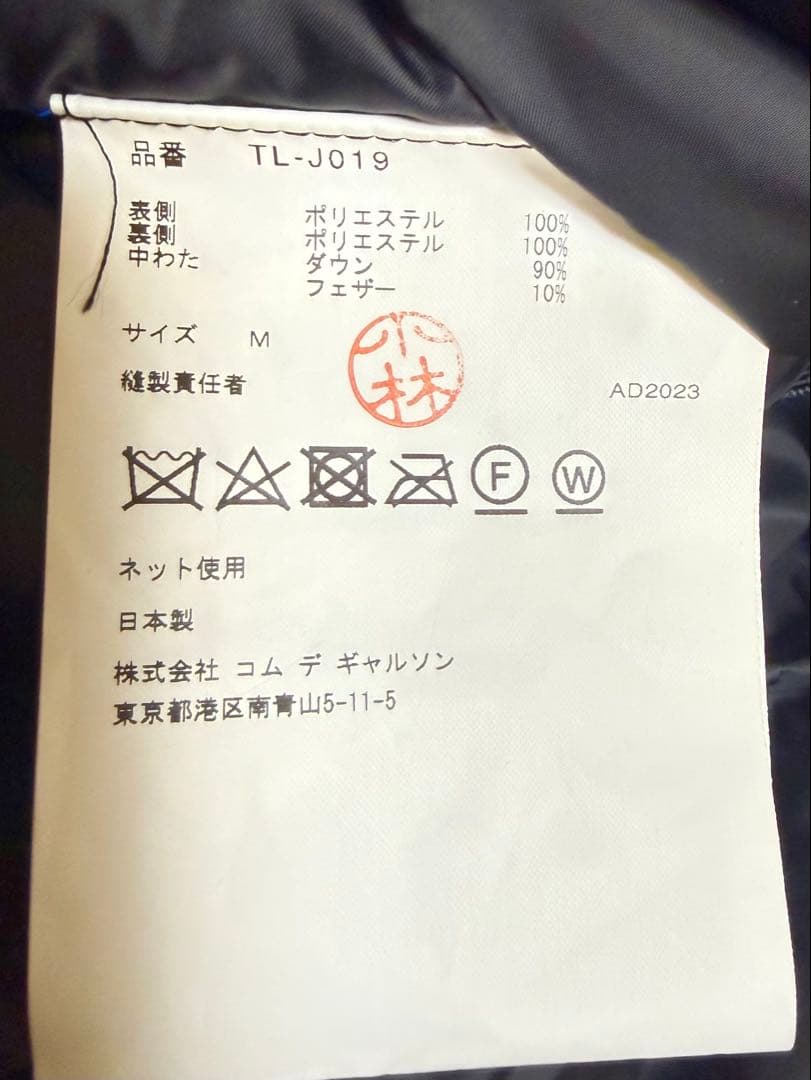 品番 TL-J019
表側 ポリエステル 100%
裏側 ポリエステル 100%
中わた ダウン 90%
フェザー 10%
サイズ M
小林
縫製責任者 AD2023
F W
ネット使用
日本製
株式会社 コム デ ギャルソン
東京都港区南青山5-11-5